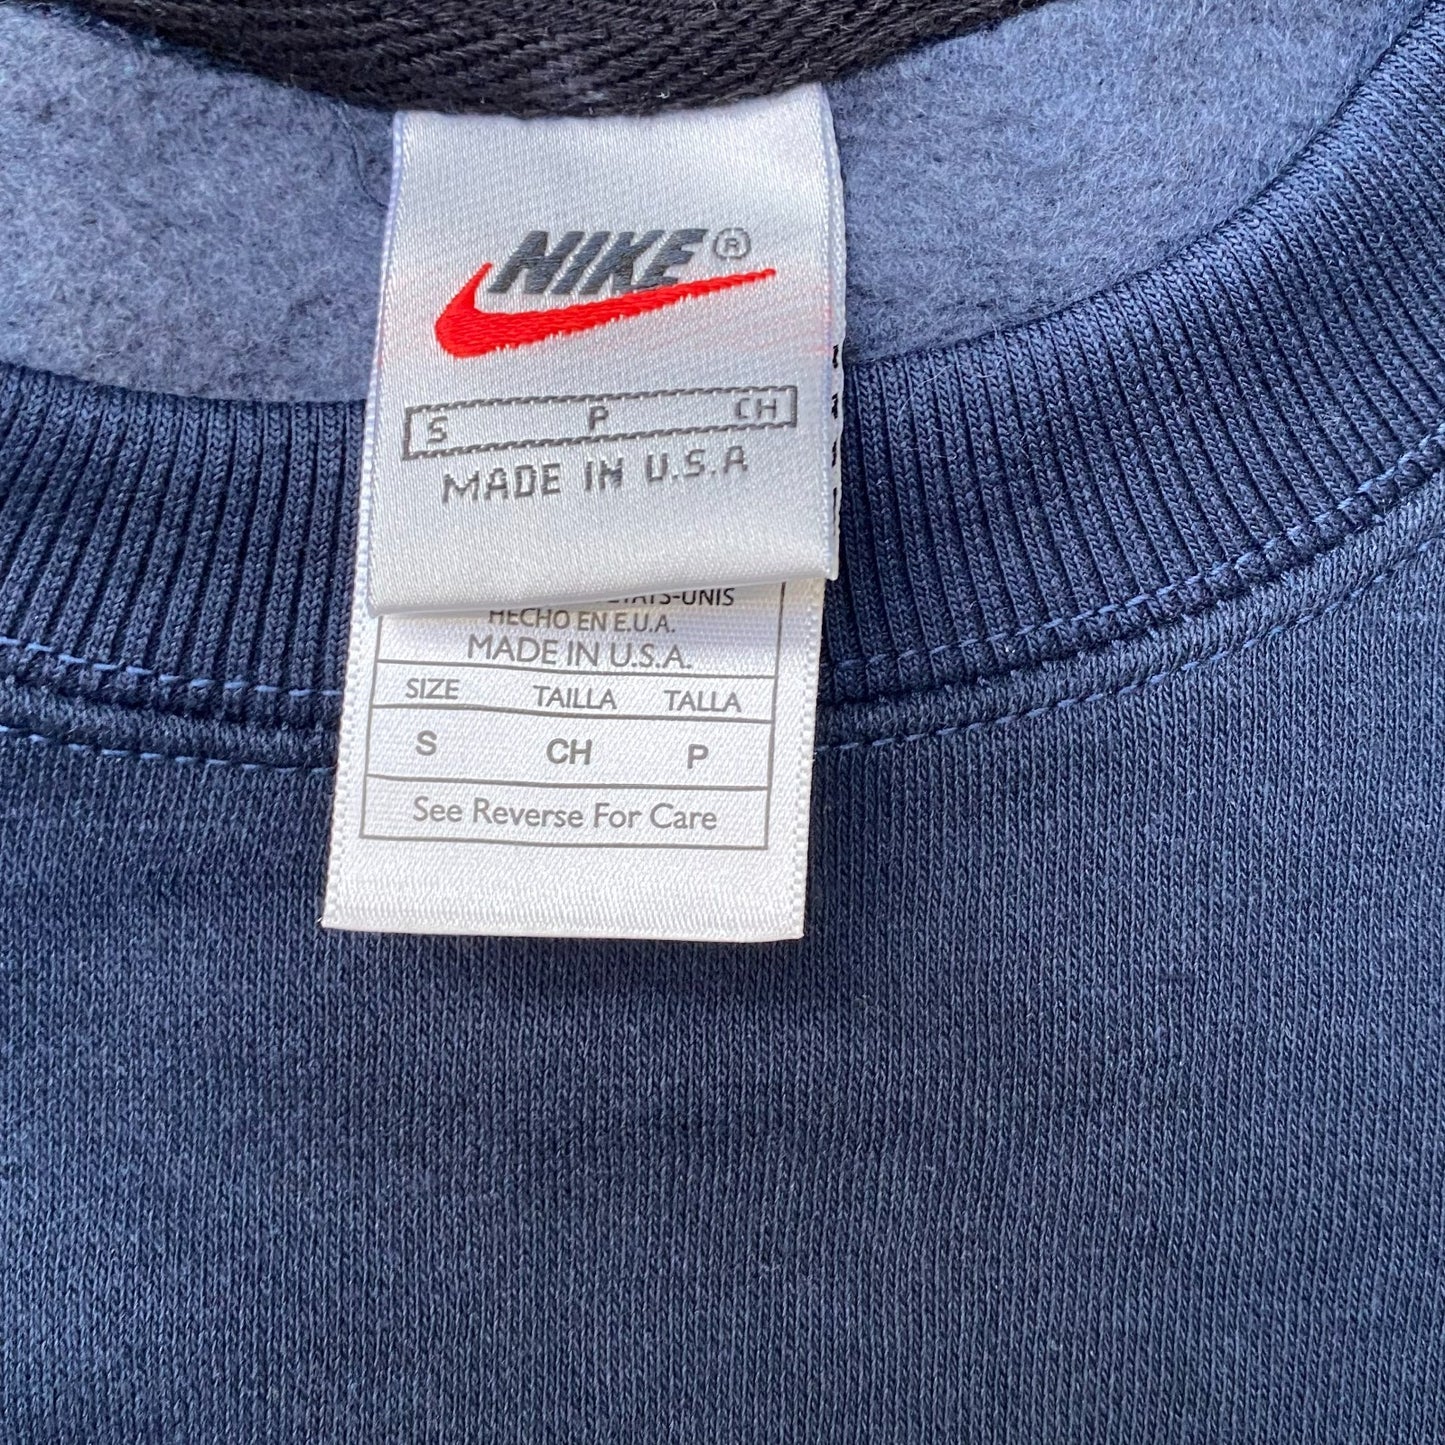 NIKE ®
S P CH
MADE IN U.S.A
HECHO EN E.U.A.
MADE IN U.S.A.
SIZE TAILLA TALLA
S CH P
See Reverse For Care